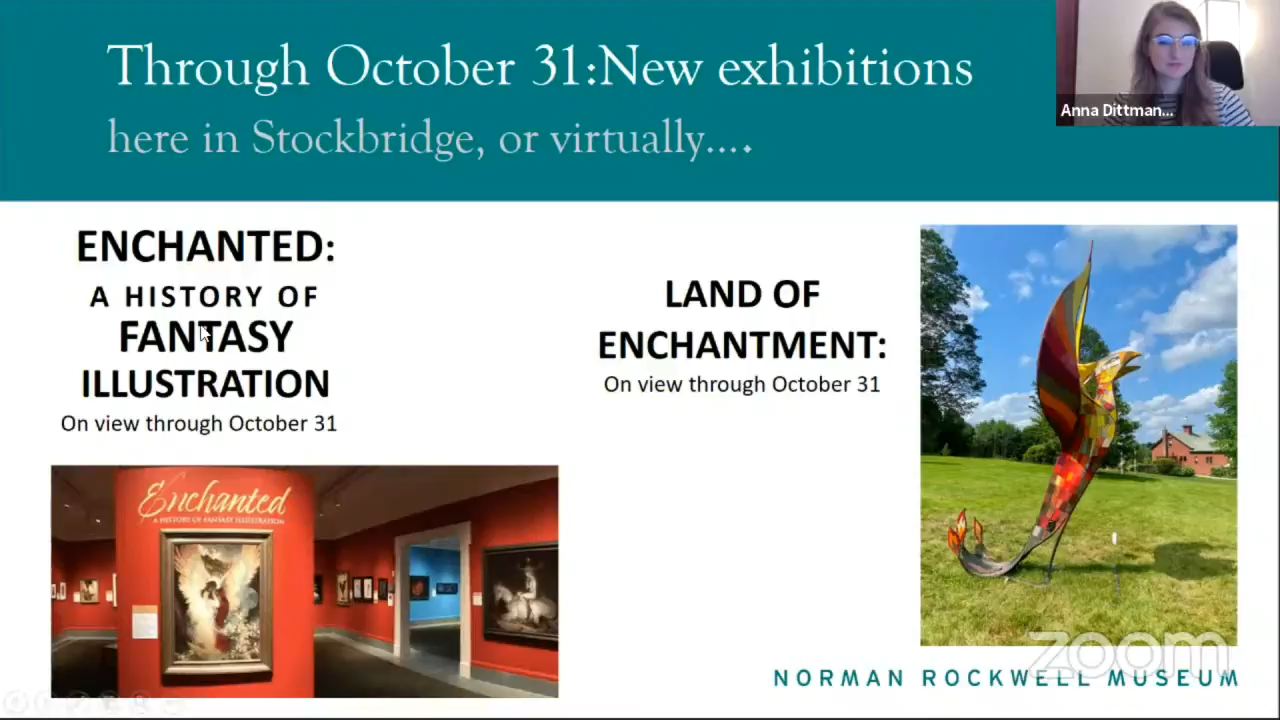 Through October 31:New exhibitions
here in Stockbridge, or virtually....
Anna Dittman...
ENCHANTED:
A HISTORY OF
FANTASY
ILLUSTRATION
On view through October 31
LAND OF
ENCHANTMENT:
On view through October 31
Enchanted
A HISTORY OF FANTASY ILLUSTRATION
zoom
NORMAN ROCKWELL MUSEUM